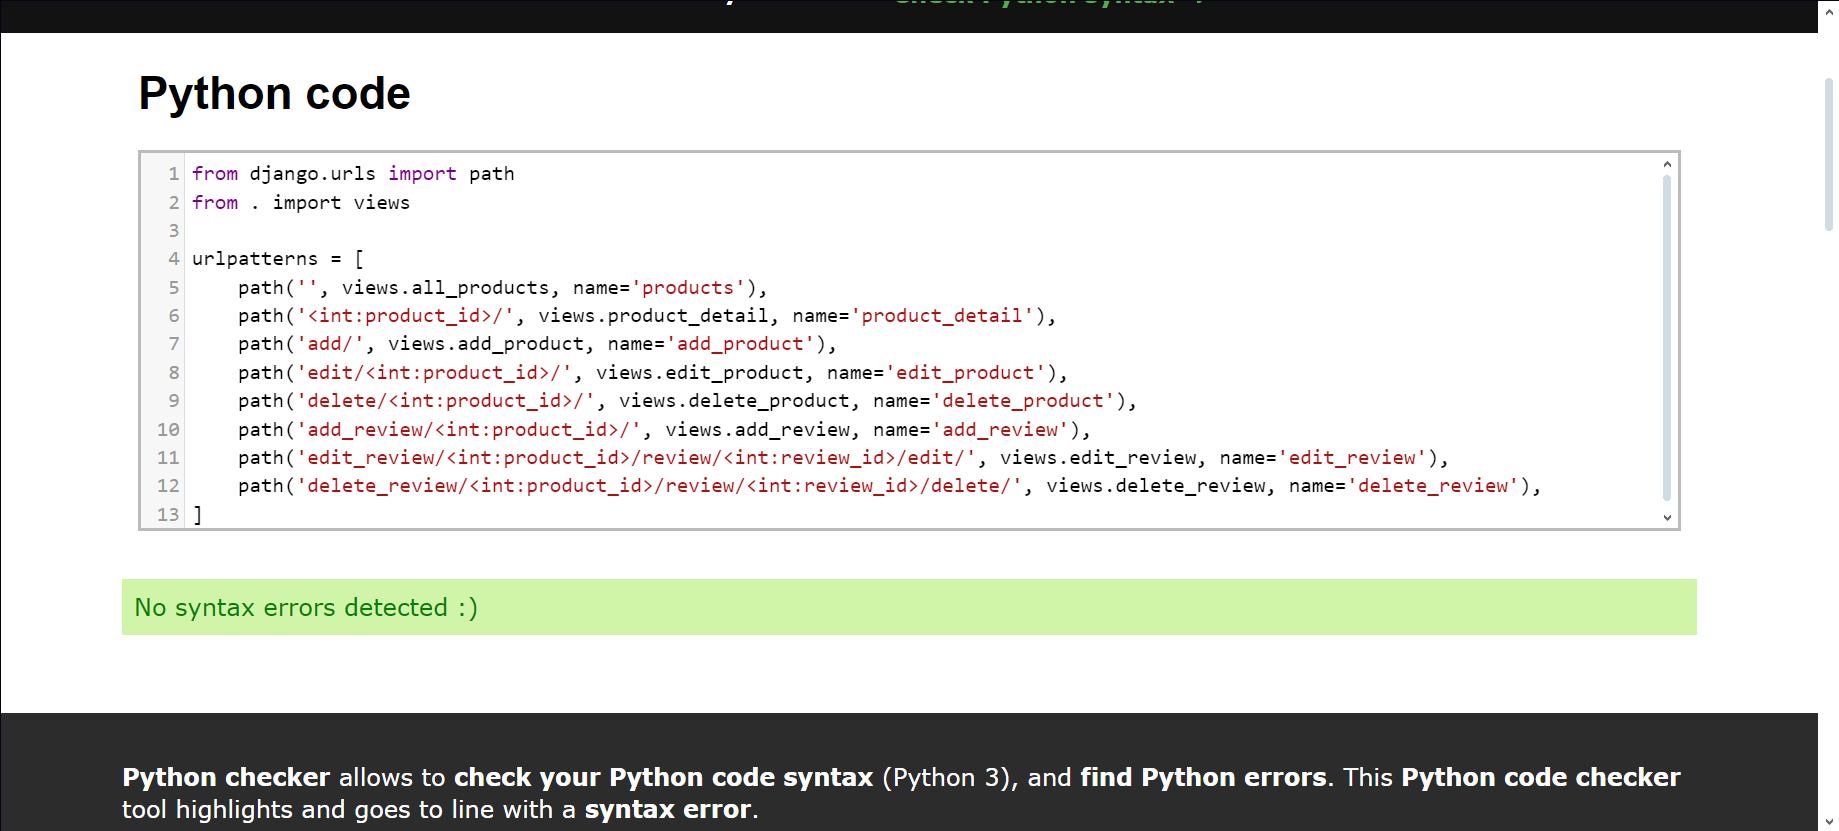 Python code
1 from django.urls import path
2 from . import views
3
4 urlpatterns = [
5     path('', views.all_products, name='products'),
6     path('<int:product_id>/', views.product_detail, name='product_detail'),
7     path('add/', views.add_product, name='add_product'),
8     path('edit/<int:product_id>/', views.edit_product, name='edit_product'),
9     path('delete/<int:product_id>/', views.delete_product, name='delete_product'),
10     path('add_review/<int:product_id>/', views.add_review, name='add_review'),
11     path('edit_review/<int:product_id>/review/<int:review_id>/edit/', views.edit_review, name='edit_review'),
12     path('delete_review/<int:product_id>/review/<int:review_id>/delete/', views.delete_review, name='delete_review'),
13 ]
No syntax errors detected :)
Python checker allows to check your Python code syntax (Python 3), and find Python errors. This Python code checker
tool highlights and goes to line with a syntax error.